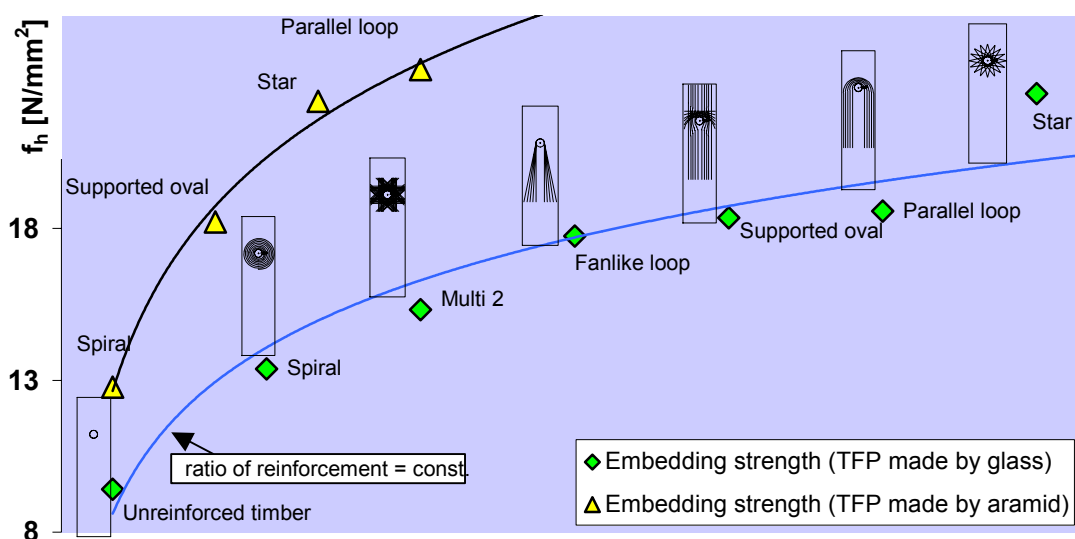 f_h [N/mm²]
18
13
8
Parallel loop
Star
Supported oval
Spiral
Star
Parallel loop
Supported oval
Fanlike loop
Multi 2
Spiral
Unreinforced timber
ratio of reinforcement = const.
Embedding strength (TFP made by glass)
Embedding strength (TFP made by aramid)